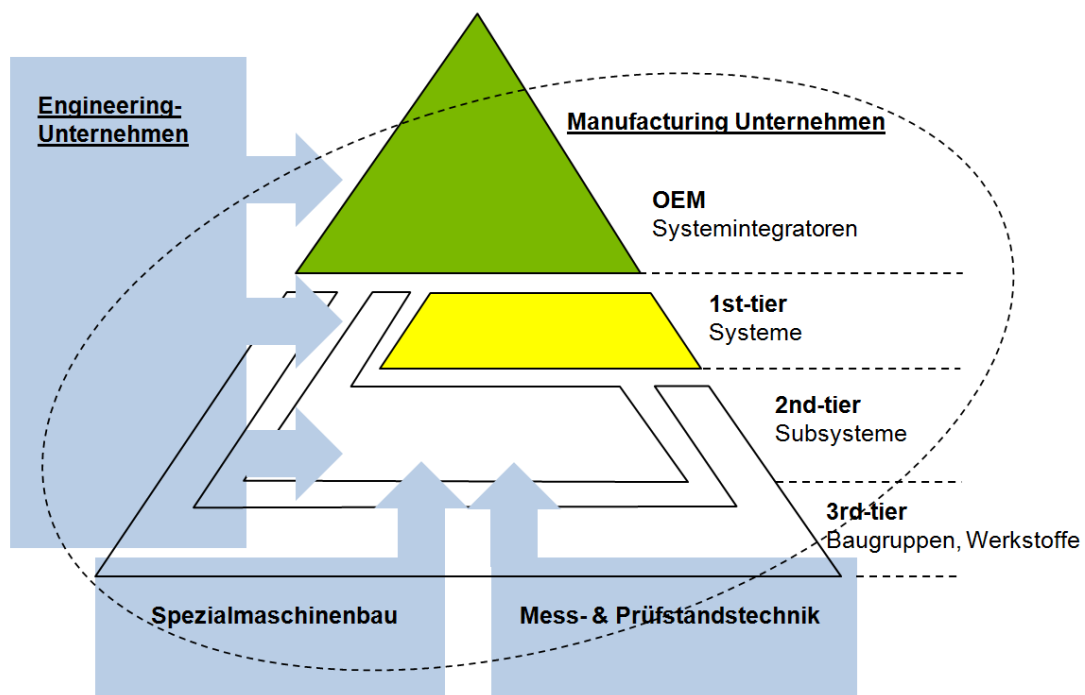 Engineering-
Unternehmen
Manufacturing Unternehmen
OEM
Systemintegratoren
1st-tier
Systeme
2nd-tier
Subsysteme
3rd-tier
Baugruppen, Werkstoffe
Spezialmaschinenbau
Mess- & Prüfstandstechnik